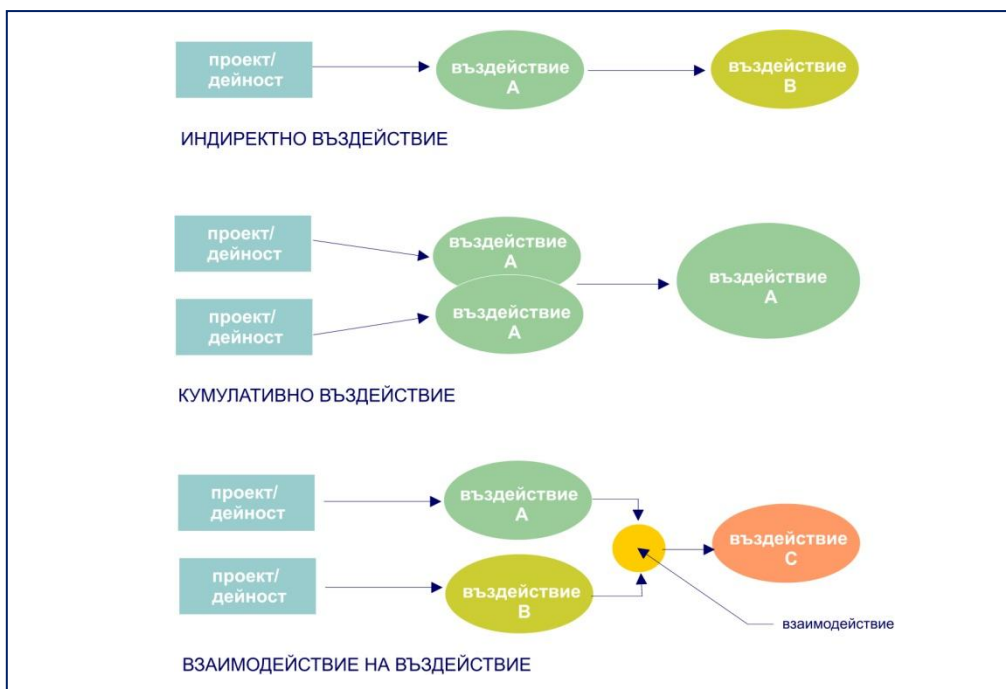 проект/
дейност
въздействие
А
въздействие
В
ИНДИРЕКТНО ВЪЗДЕЙСТВИЕ
проект/
дейност
въздействие
А
проект/
дейност
въздействие
А
въздействие
А
КУМУЛАТИВНО ВЪЗДЕЙСТВИЕ
проект/
дейност
въздействие
А
проект/
дейност
въздействие
В
въздействие
С
взаимодействие
ВЗАИМОДЕЙСТВИЕ НА ВЪЗДЕЙСТВИЕ